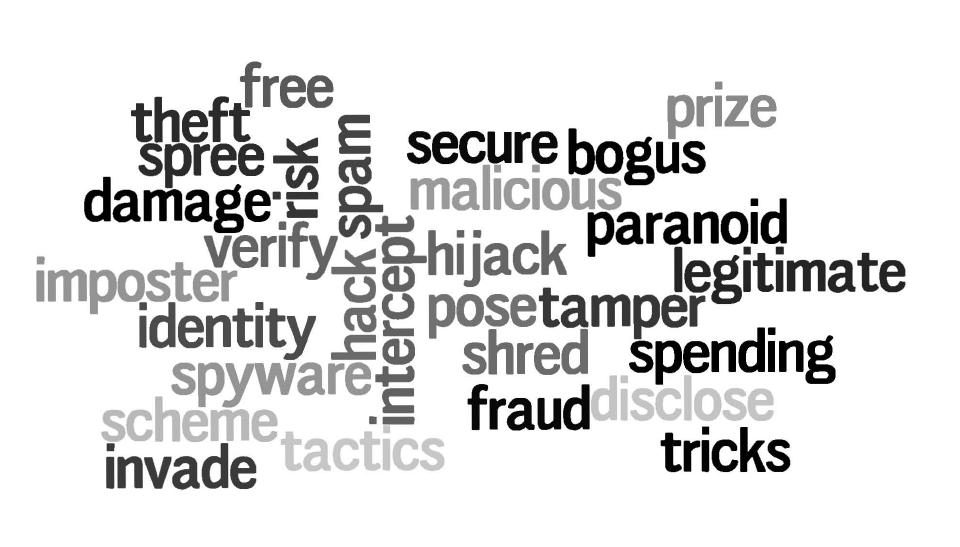 free
prize
theft
spree
risk
spam
secure
bogus
damage
malicious
paranoid
verify
hijack
imposter
hack
intercept
legitimate
identity
pose
tamper
spyware
shred
spending
scheme
fraud
disclose
tactics
tricks
invade